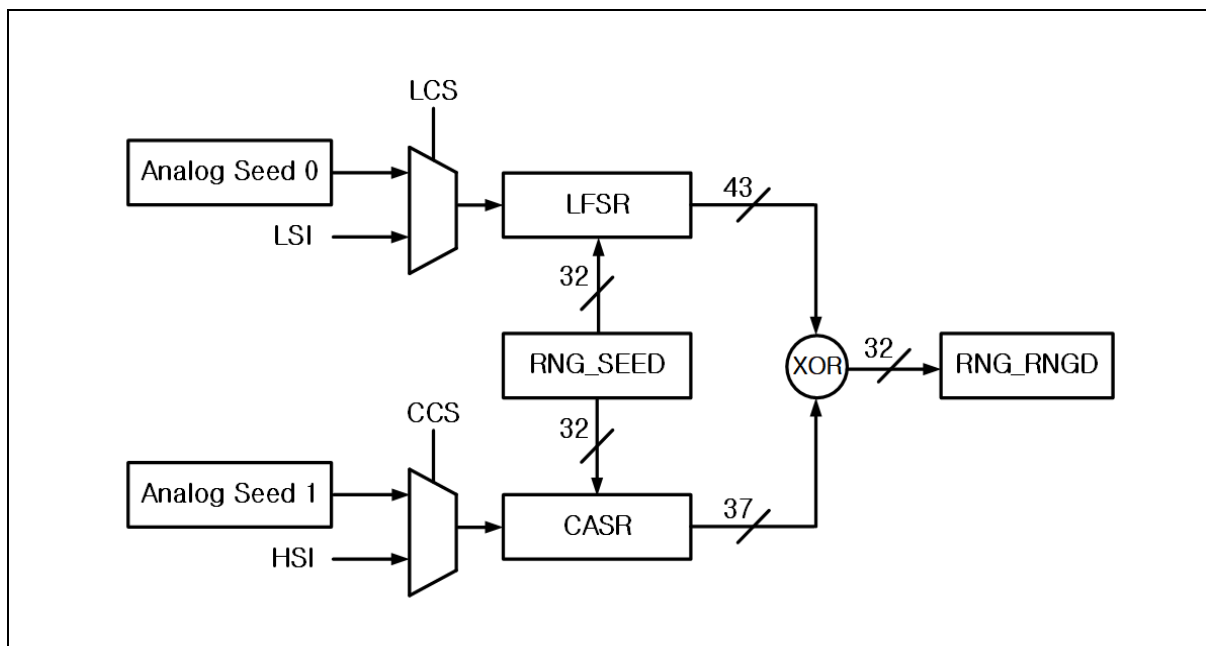 LCS
Analog Seed 0
LSI
LFSR
43
32
RNG_SEED
XOR
32
RNG_RNGD
CCS
32
Analog Seed 1
HSI
CASR
37